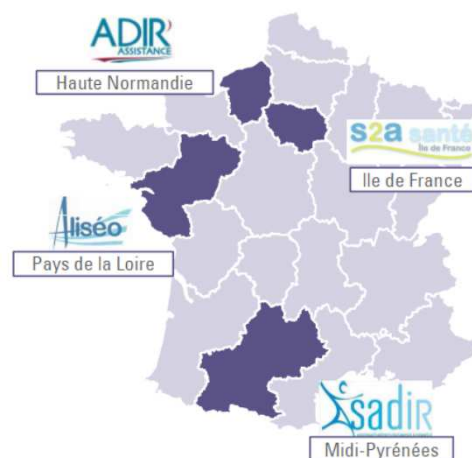 ADIR'
ASSISTANCE
Haute Normandie
s2a santé
Île de France
Ile de France
Aliséo
Pays de la Loire
sadir
Midi-Pyrénées